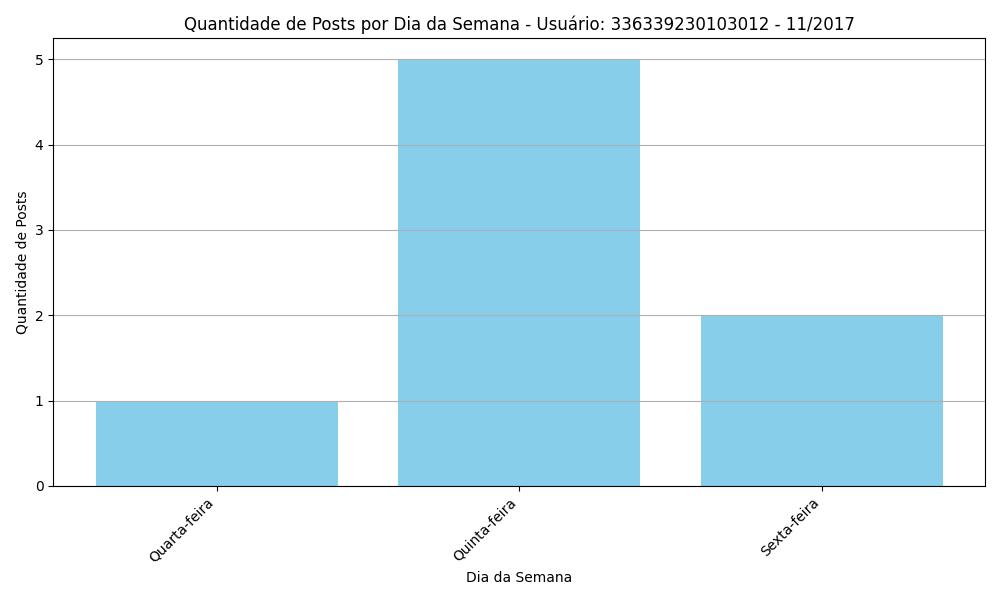 Quantidade de Posts por Dia da Semana - Usuário: 336339230103012 - 11/2017
Quantidade de Posts
5
4
3
2
1
0
Quarta-feira
Quinta-feira
Sexta-feira
Dia da Semana